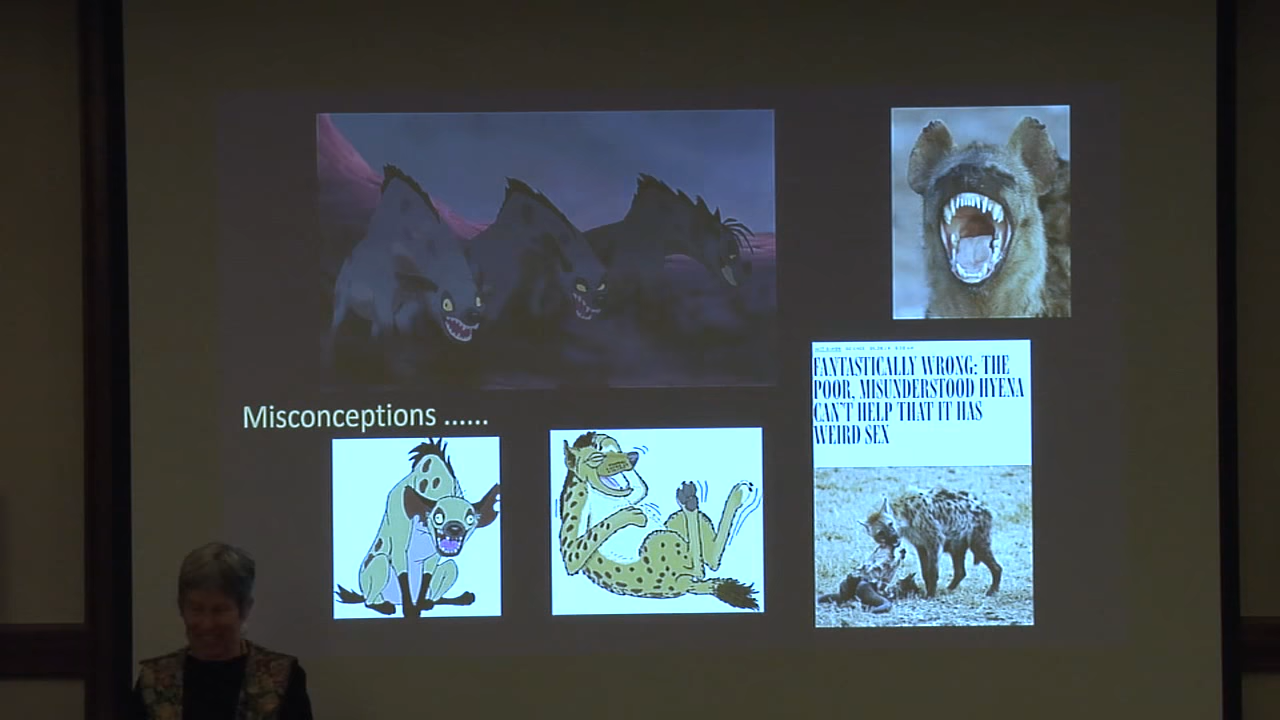 Misconceptions ......
FANTASTICALLY WRONG: THE
POOR, MISUNDERSTOOD HYENA
CAN'T HELP THAT IT HAS
WEIRD SEX